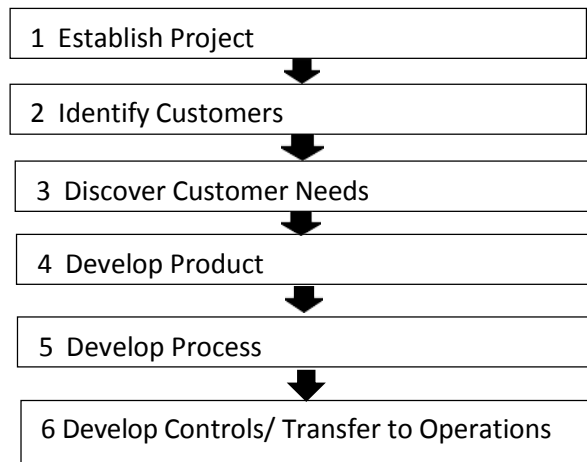 1 Establish Project
2 Identify Customers
3 Discover Customer Needs
4 Develop Product
5 Develop Process
6 Develop Controls/ Transfer to Operations